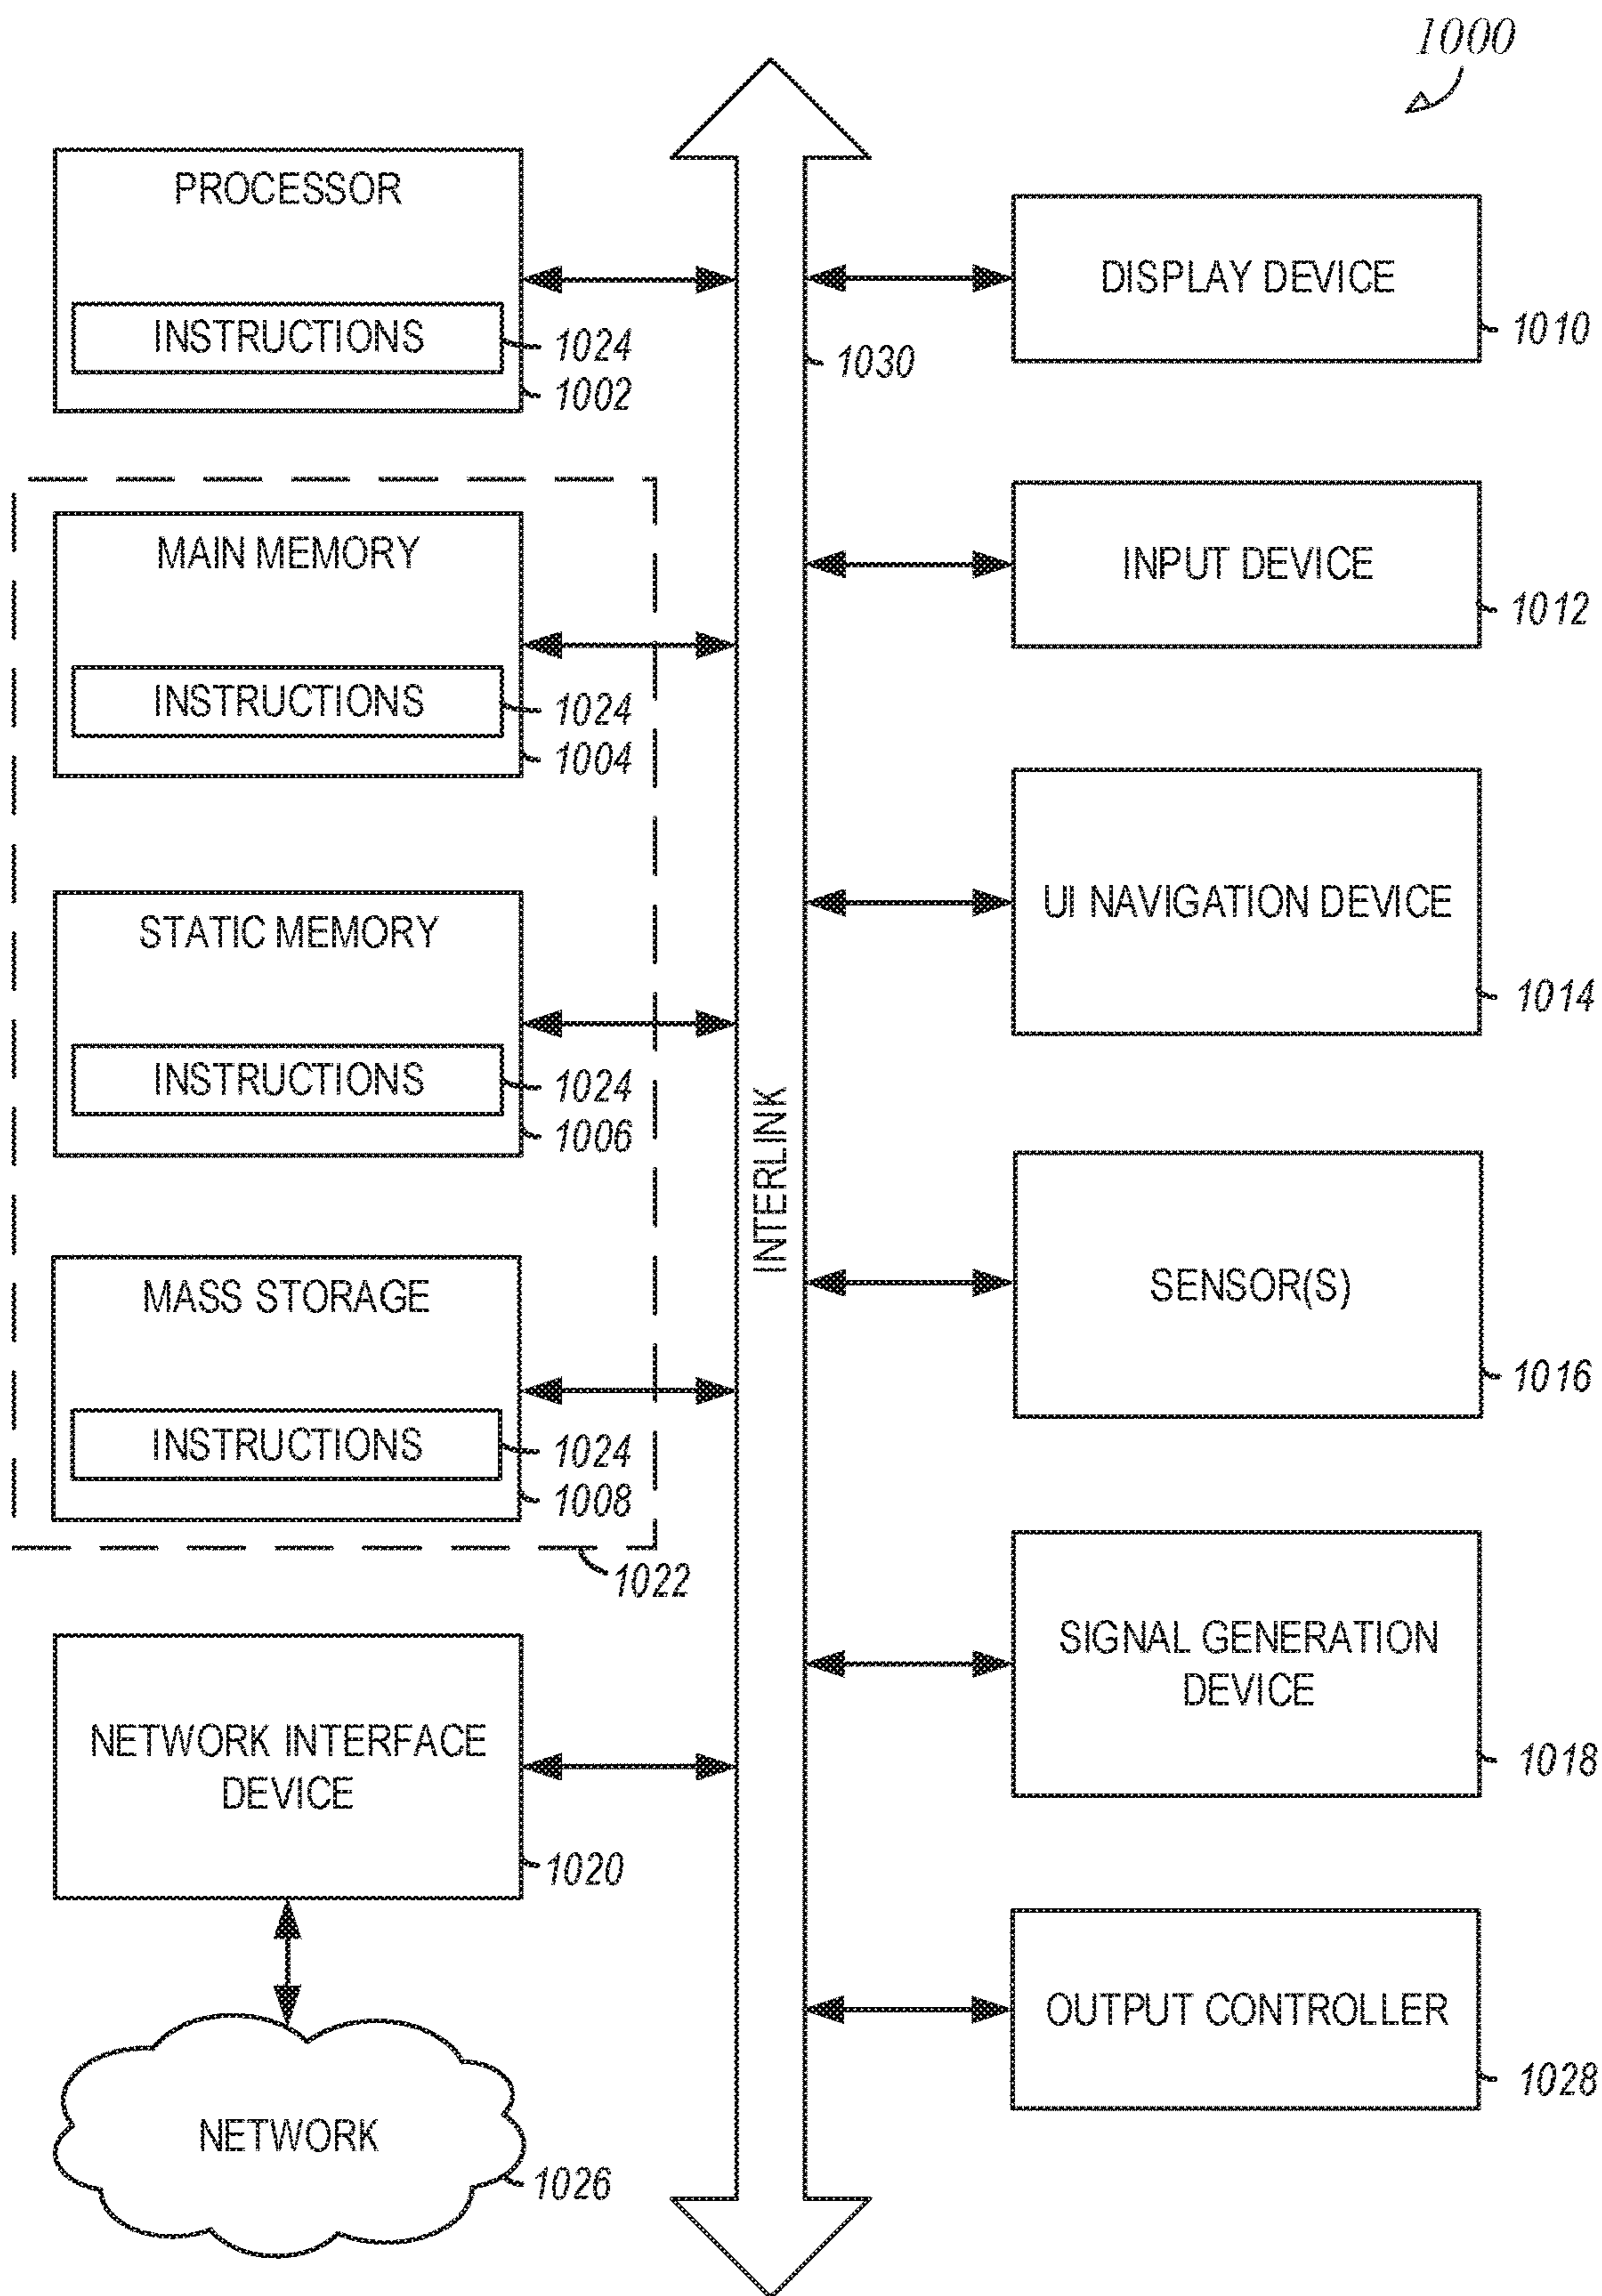 1000
PROCESSOR
INSTRUCTIONS
1024
1002
MAIN MEMORY
INSTRUCTIONS
1024
1004
STATIC MEMORY
INSTRUCTIONS
1024
1006
MASS STORAGE
INSTRUCTIONS
1024
1008
1022
NETWORK INTERFACE
DEVICE
1020
NETWORK
1026
INTERLINK
1030
DISPLAY DEVICE
1010
INPUT DEVICE
1012
UI NAVIGATION DEVICE
1014
SENSOR(S)
1016
SIGNAL GENERATION
DEVICE
1018
OUTPUT CONTROLLER
1028